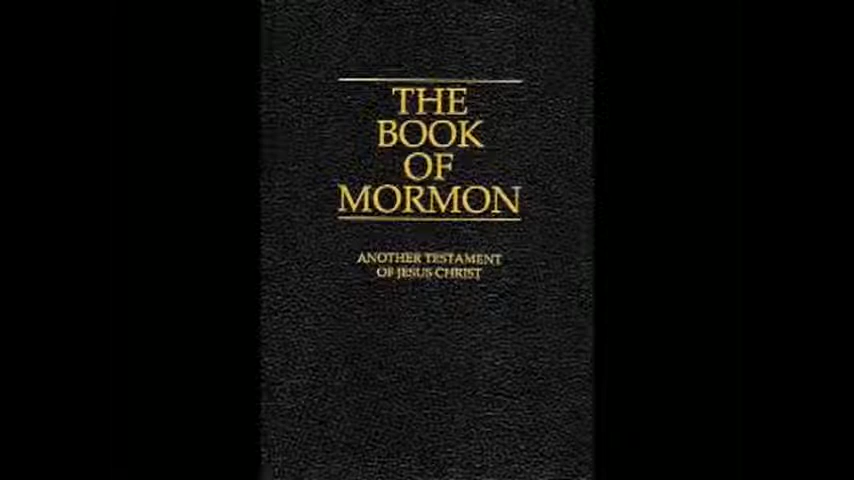 THE
BOOK
OF
MORMON
ANOTHER TESTAMENT
OF JESUS CHRIST